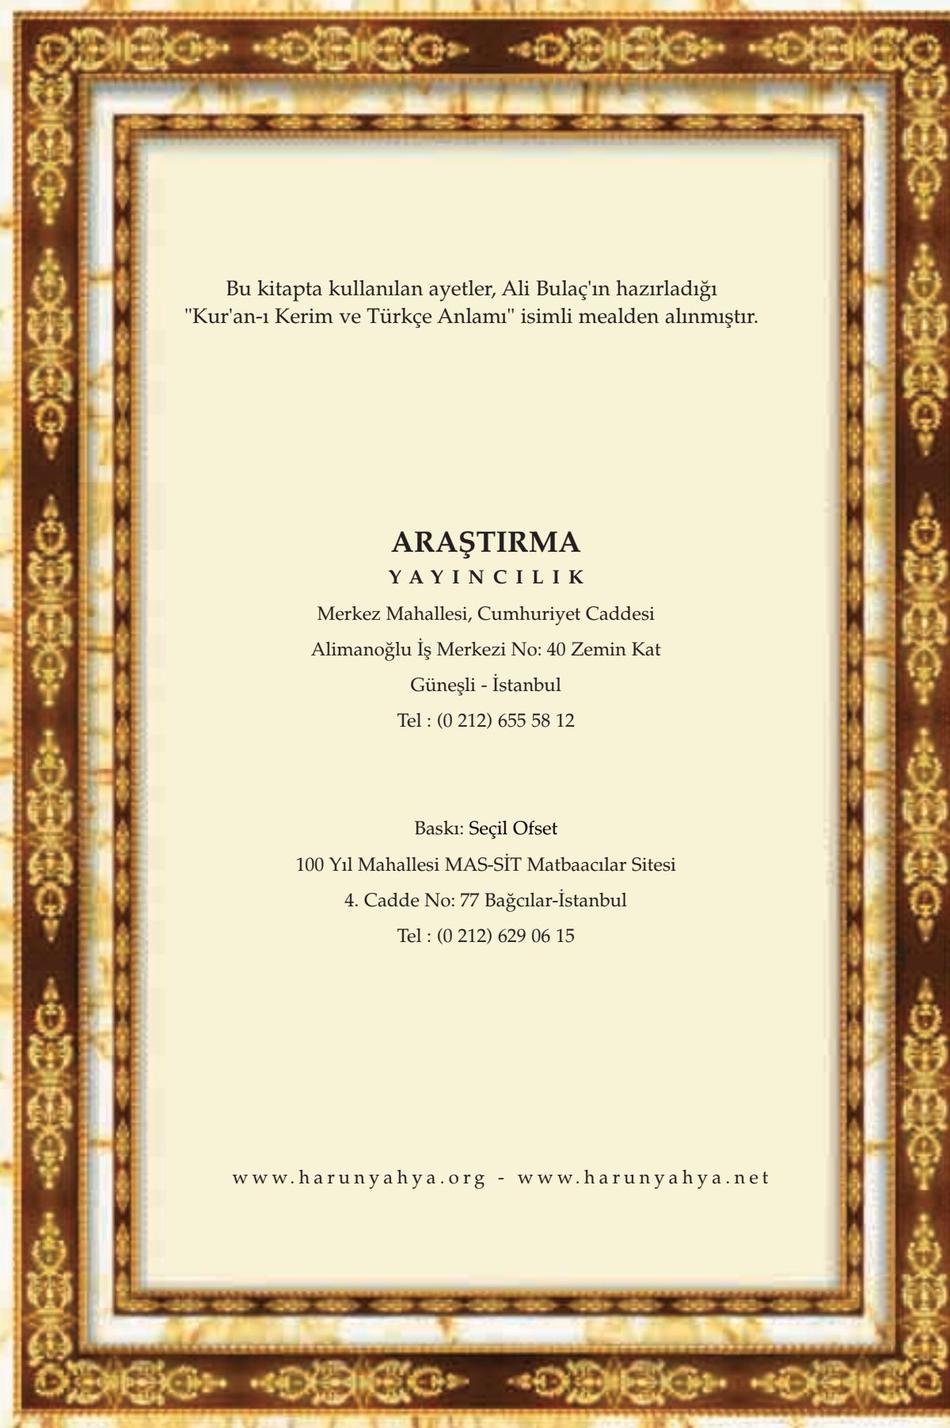 Bu kitapta kullanılan ayetler, Ali Bulaç'ın hazırladığı
"Kur'an-ı Kerim ve Türkçe Anlamı" isimli mealden alınmıştır.
ARAŞTIRMA
YAYINCILIK
Merkez Mahallesi, Cumhuriyet Caddesi
Alimanoğlu İş Merkezi No: 40 Zemin Kat
Güneşli - İstanbul
Tel : (0 212) 655 58 12
Baskı: Seçil Ofset
100 Yıl Mahallesi MAS-SİT Matbaacılar Sitesi
4. Cadde No: 77 Bağcılar-İstanbul
Tel : (0 212) 629 06 15
www.harunyahya.org - www.harunyahya.net